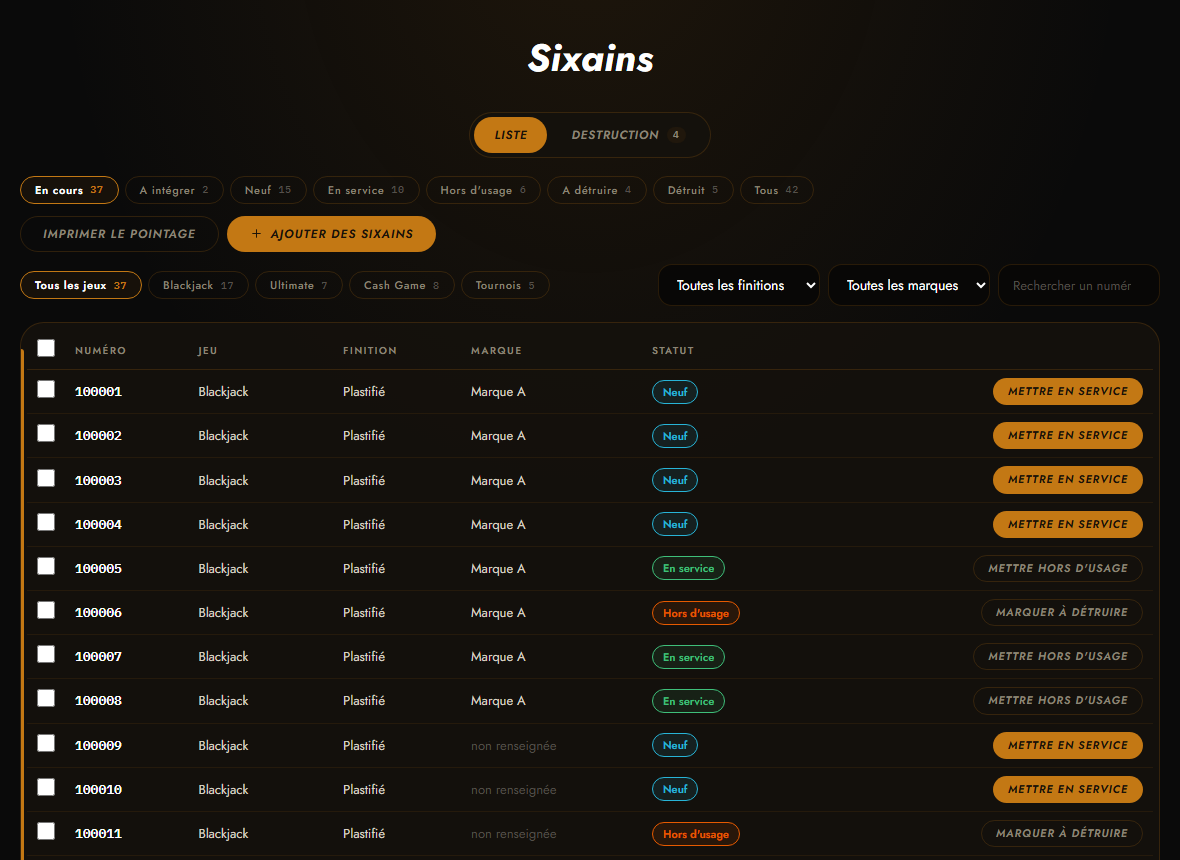 Sixains
LISTE DESTRUCTION 4
En cours 37 A intégrer 2 Neuf 15 En service 10 Hors d'usage 6 A détruire 4 Détruit 5 Tous 42
IMPRIMER LE POINTAGE + AJOUTER DES SIXAINS
Tous les jeux 37 Blackjack 17 Ultimate 7 Cash Game 8 Tournois 5 Toutes les finitions Toutes les marques Rechercher un numér
NUMÉRO JEU FINITION MARQUE STATUT
100001 Blackjack Plastifié Marque A Neuf METTRE EN SERVICE
100002 Blackjack Plastifié Marque A Neuf METTRE EN SERVICE
100003 Blackjack Plastifié Marque A Neuf METTRE EN SERVICE
100004 Blackjack Plastifié Marque A Neuf METTRE EN SERVICE
100005 Blackjack Plastifié Marque A En service METTRE HORS D'USAGE
100006 Blackjack Plastifié Marque A Hors d'usage MARQUER À DÉTRUIRE
100007 Blackjack Plastifié Marque A En service METTRE HORS D'USAGE
100008 Blackjack Plastifié Marque A En service METTRE HORS D'USAGE
100009 Blackjack Plastifié non renseignée Neuf METTRE EN SERVICE
100010 Blackjack Plastifié non renseignée Neuf METTRE EN SERVICE
100011 Blackjack Plastifié non renseignée Hors d'usage MARQUER À DÉTRUIRE